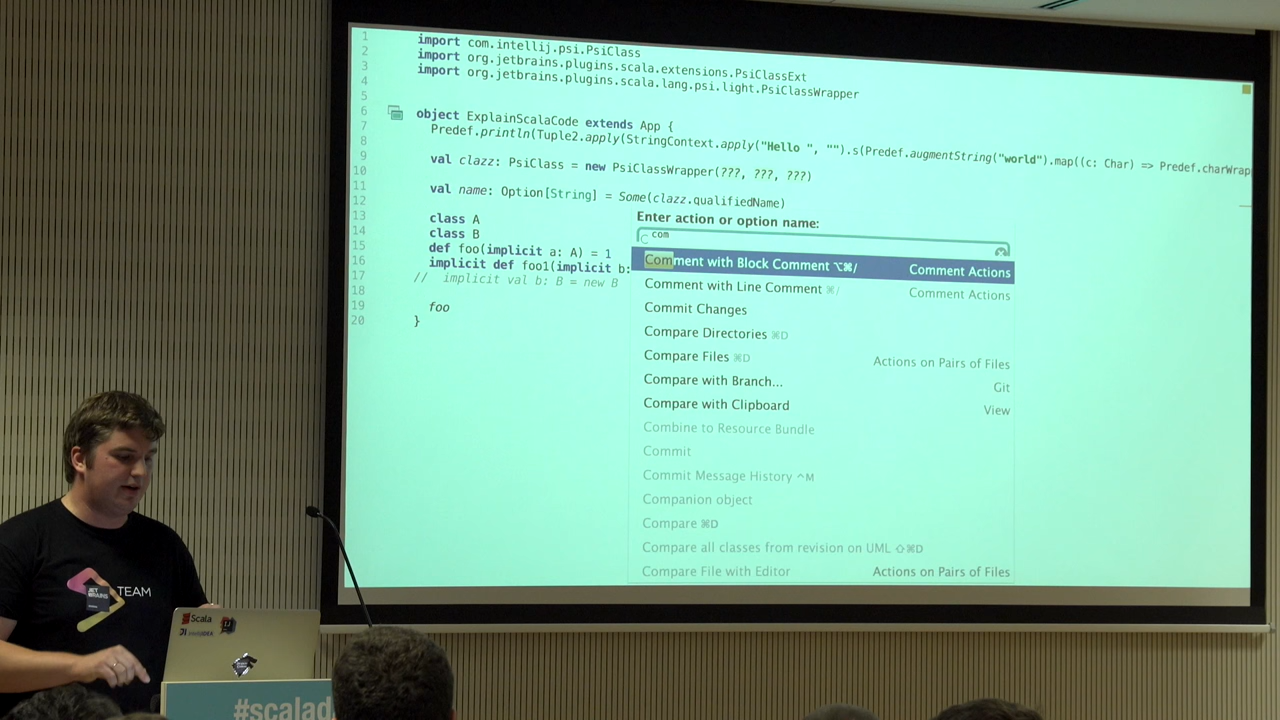 1 import com.intellij.psi.PsiClass
2 import org.jetbrains.plugins.scala.extensions.PsiClassExt
3 import org.jetbrains.plugins.scala.lang.psi.light.PsiClassWrapper
4
5
6 object ExplainScalaCode extends App {
7 Predef.println(Tuple2.apply(StringContext.apply("Hello ", "").s(Predef.augmentString("world").map((c: Char) => Predef.charWrap
8
9 val clazz: PsiClass = new PsiClassWrapper(???, ???, ???)
10
11 val name: Option[String] = Some(clazz.qualifiedName)
12
13 class A
14 class B
15 def foo(implicit a: A) = 1
16 implicit def foo1(implicit b:
17 // implicit val b: B = new B
18
19 foo
20 }
Enter action or option name:
com
Comment with Block Comment ⌥⌘/ Comment Actions
Comment with Line Comment ⌘/ Comment Actions
Commit Changes
Compare Directories ⌘D
Compare Files ⌘D Actions on Pairs of Files
Compare with Branch... Git
Compare with Clipboard View
Combine to Resource Bundle
Commit
Commit Message History ^M
Companion object
Compare ⌘D
Compare all classes from revision on UML ⇧⌘D
Compare File with Editor Actions on Pairs of Files
JET
BRAINS
TEAM
Scala
IJ
#scalad